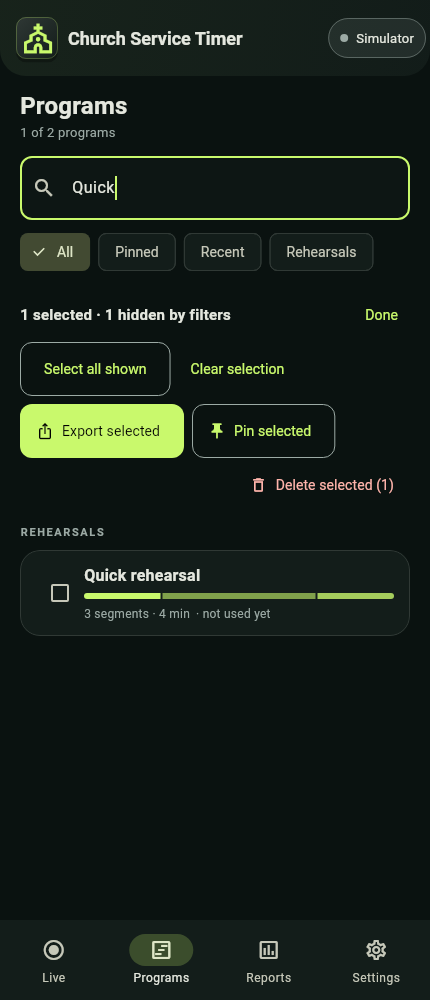 Church Service Timer
Simulator
Programs
1 of 2 programs
Quick
All
Pinned
Recent
Rehearsals
1 selected · 1 hidden by filters
Done
Select all shown
Clear selection
Export selected
Pin selected
Delete selected (1)
REHEARSALS
Quick rehearsal
3 segments · 4 min · not used yet
Live
Programs
Reports
Settings